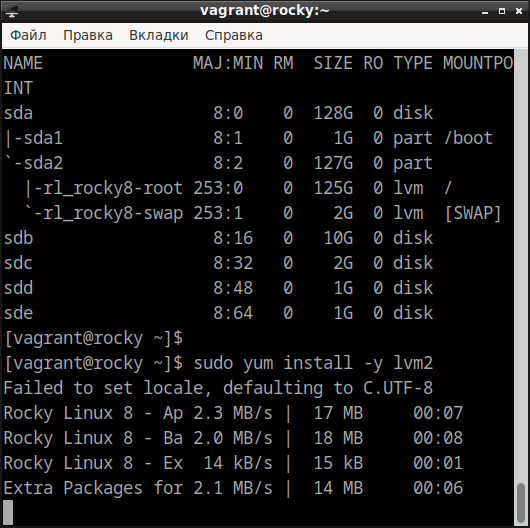 vagrant@rocky:~
Файл Правка Вкладки Справка
NAME MAJ:MIN RM SIZE RO TYPE MOUNTPO
INT
sda 8:0 0 128G 0 disk
|-sda1 8:1 0 1G 0 part /boot
`-sda2 8:2 0 127G 0 part
|-rl_rocky8-root 253:0 0 125G 0 lvm /
`-rl_rocky8-swap 253:1 0 2G 0 lvm [SWAP]
sdb 8:16 0 10G 0 disk
sdc 8:32 0 2G 0 disk
sdd 8:48 0 1G 0 disk
sde 8:64 0 1G 0 disk
[vagrant@rocky ~]$
[vagrant@rocky ~]$ sudo yum install -y lvm2
Failed to set locale, defaulting to C.UTF-8
Rocky Linux 8 - Ap 2.3 MB/s | 17 MB 00:07
Rocky Linux 8 - Ba 2.0 MB/s | 18 MB 00:08
Rocky Linux 8 - Ex 14 kB/s | 15 kB 00:01
Extra Packages for 2.1 MB/s | 14 MB 00:06